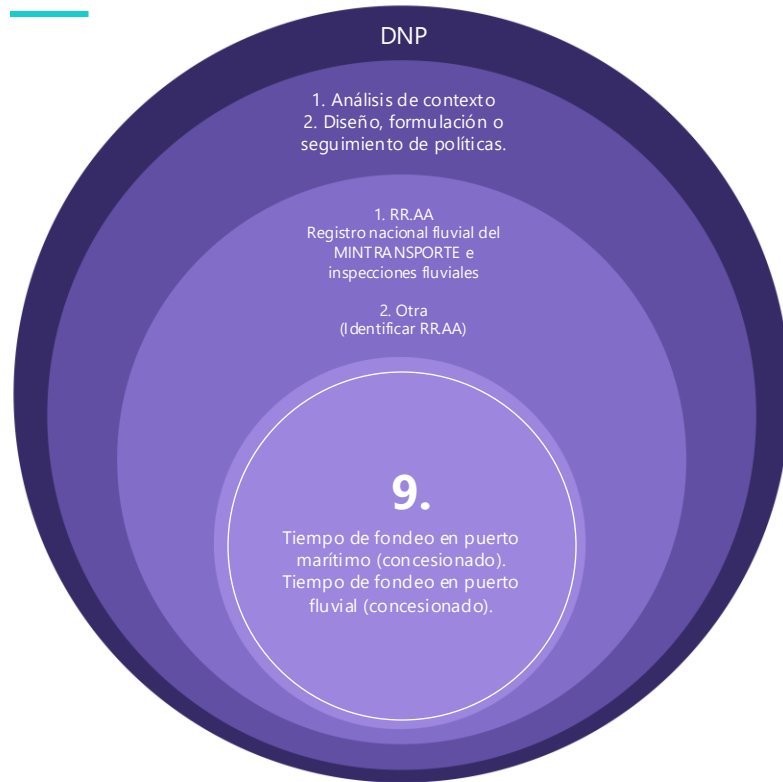 DNP
1. Análisis de contexto
2. Diseño, formulación o
seguimiento de políticas.
1. RR.AA
Registro nacional fluvial del
MINTRANSPORTE e
inspecciones fluviales
2. Otra
(Identificar RR.AA)
9.
Tiempo de fondeo en puerto
marítimo (concesionado).
Tiempo de fondeo en puerto
fluvial (concesionado).